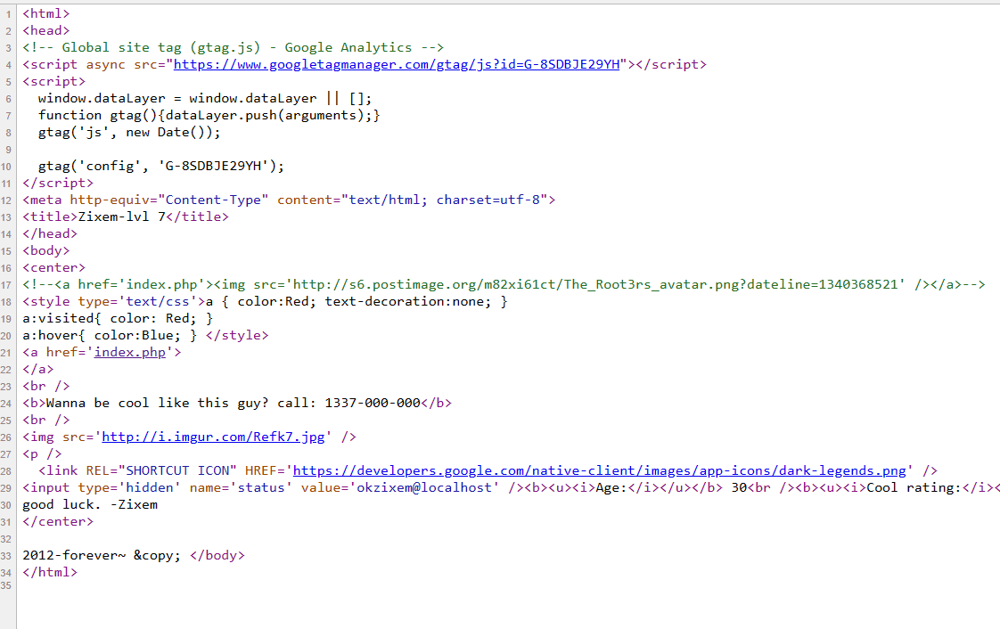 1 <html>
2 <head>
3 <!-- Global site tag (gtag.js) - Google Analytics -->
4 <script async src="https://www.googletagmanager.com/gtag/js?id=G-8SDBJE29YH"></script>
5 <script>
6   window.dataLayer = window.dataLayer || [];
7   function gtag(){dataLayer.push(arguments);}
8   gtag('js', new Date());
9
10   gtag('config', 'G-8SDBJE29YH');
11 </script>
12 <meta http-equiv="Content-Type" content="text/html; charset=utf-8">
13 <title>Zixem-lvl 7</title>
14 </head>
15 <body>
16 <center>
17 <!--<a href='index.php'><img src='http://s6.postimage.org/m82xi61ct/The_Root3rs_avatar.png?dateline=1340368521' /></a>-->
18 <style type='text/css'>a { color:Red; text-decoration:none; }
19 a:visited{ color: Red; }
20 a:hover{ color:Blue; } </style>
21 <a href='index.php'>
22 </a>
23 <br />
24 <b>Wanna be cool like this guy? call: 1337-000-000</b>
25 <br />
26 <img src='http://i.imgur.com/Refk7.jpg' />
27 <p />
28   <link REL="SHORTCUT ICON" HREF='https://developers.google.com/native-client/images/app-icons/dark-legends.png' />
29 <input type='hidden' name='status' value='okzixem@localhost' /><b><u><i>Age:</i></u></b> 30<br /><b><u><i>Cool rating:</i><
30 good luck. -Zixem
31 </center>
32
33 2012-forever~ &copy; </body>
34 </html>
35